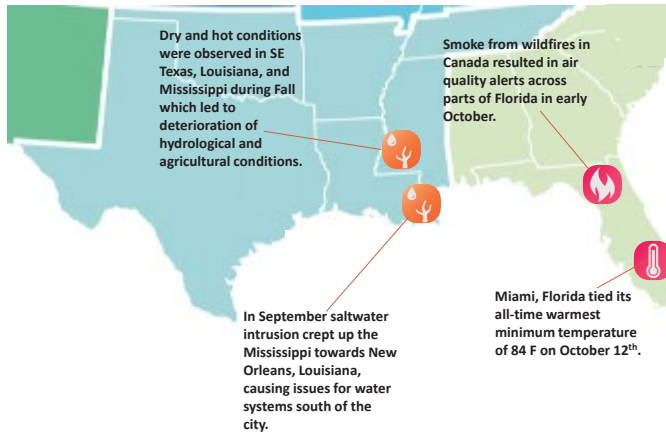 Dry and hot conditions
were observed in SE
Texas, Louisiana, and
Mississippi during Fall
which led to
deterioration of
hydrological and
agricultural conditions.
Smoke from wildfires in
Canada resulted in air
quality alerts across
parts of Florida in early
October.
In September saltwater
intrusion crept up the
Mississippi towards New
Orleans, Louisiana,
causing issues for water
systems south of the
city.
Miami, Florida tied its
all-time warmest
minimum temperature
of 84 F on October 12th.